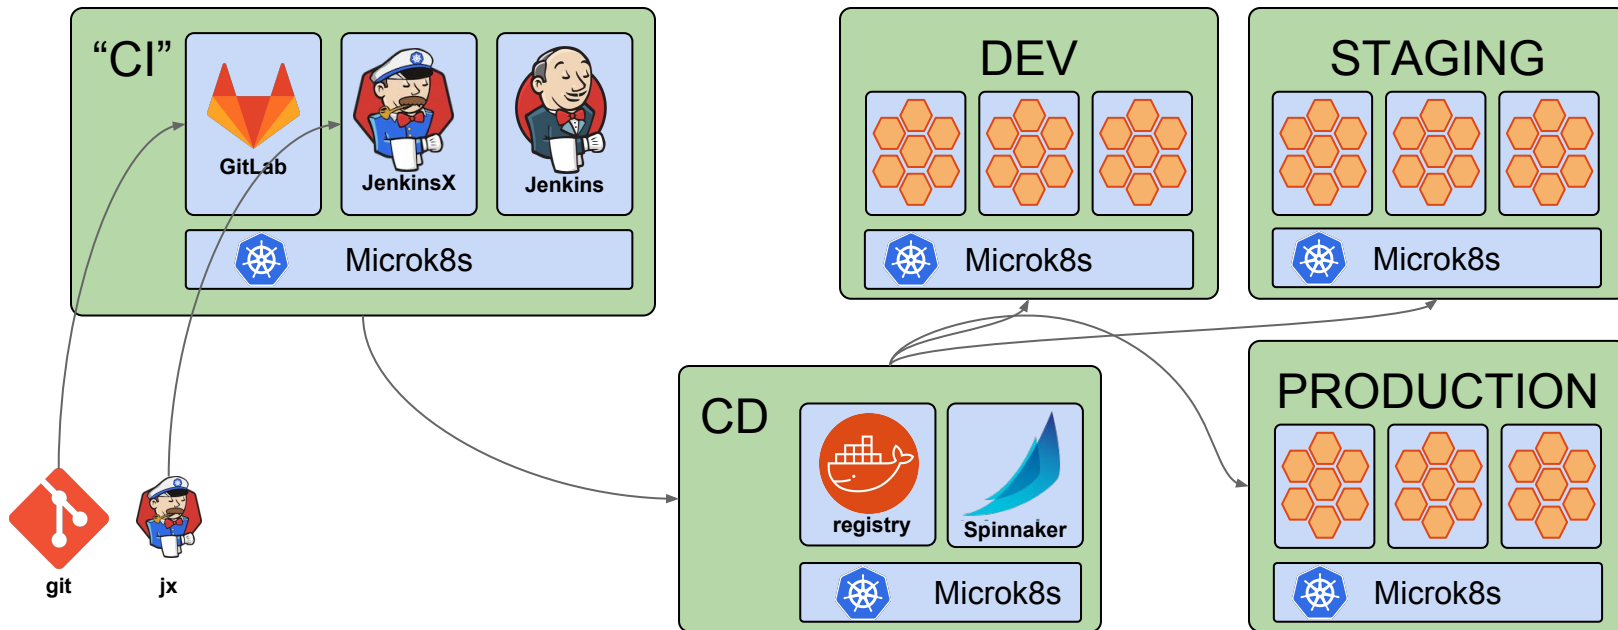 “CI”
GitLab
JenkinsX
Jenkins
Microk8s
DEV
Microk8s
STAGING
Microk8s
git
jx
CD
registry
Spinnaker
Microk8s
PRODUCTION
Microk8s